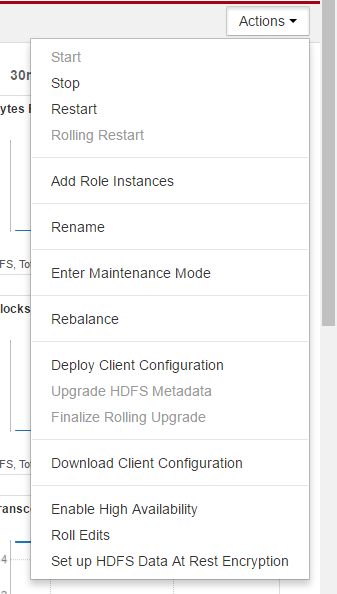 Actions
Start
30
Stop
ytes
Restart
Rolling Restart
Add Role Instances
Rename
FS, To
Enter Maintenance Mode
locks
Rebalance
Deploy Client Configuration
Upgrade HDFS Metadata
Finalize Rolling Upgrade
FS, To
Download Client Configuration
Enable High Availability
ransc
Roll Edits
4
Set up HDFS Data At Rest Encryption